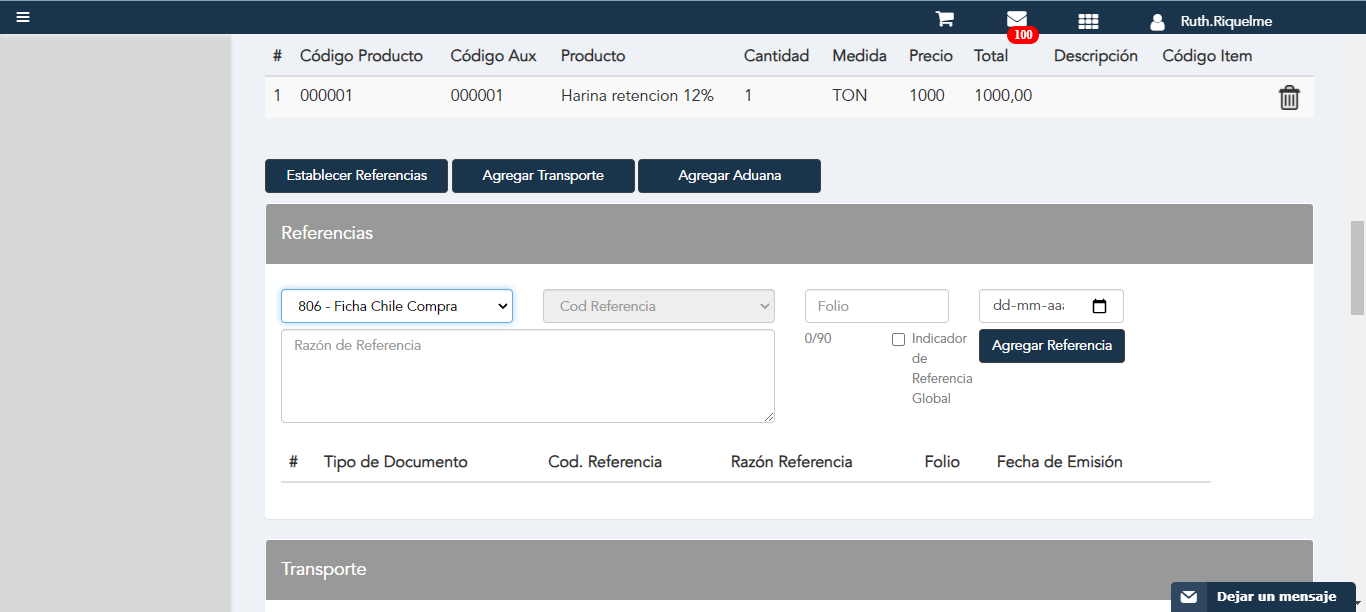 Ruth.Riquelme
100
# Código Producto Código Aux Producto Cantidad Medida Precio Total Descripción Código Item
1 000001 000001 Harina retencion 12% 1 TON 1000 1000,00
Establecer Referencias Agregar Transporte Agregar Aduana
Referencias
806 - Ficha Chile Compra Cod Referencia Folio dd-mm-aaa
Razón de Referencia
0/90
Indicador
de
Referencia
Global
Agregar Referencia
# Tipo de Documento Cod. Referencia Razón Referencia Folio Fecha de Emisión
Transporte
Dejar un mensaje